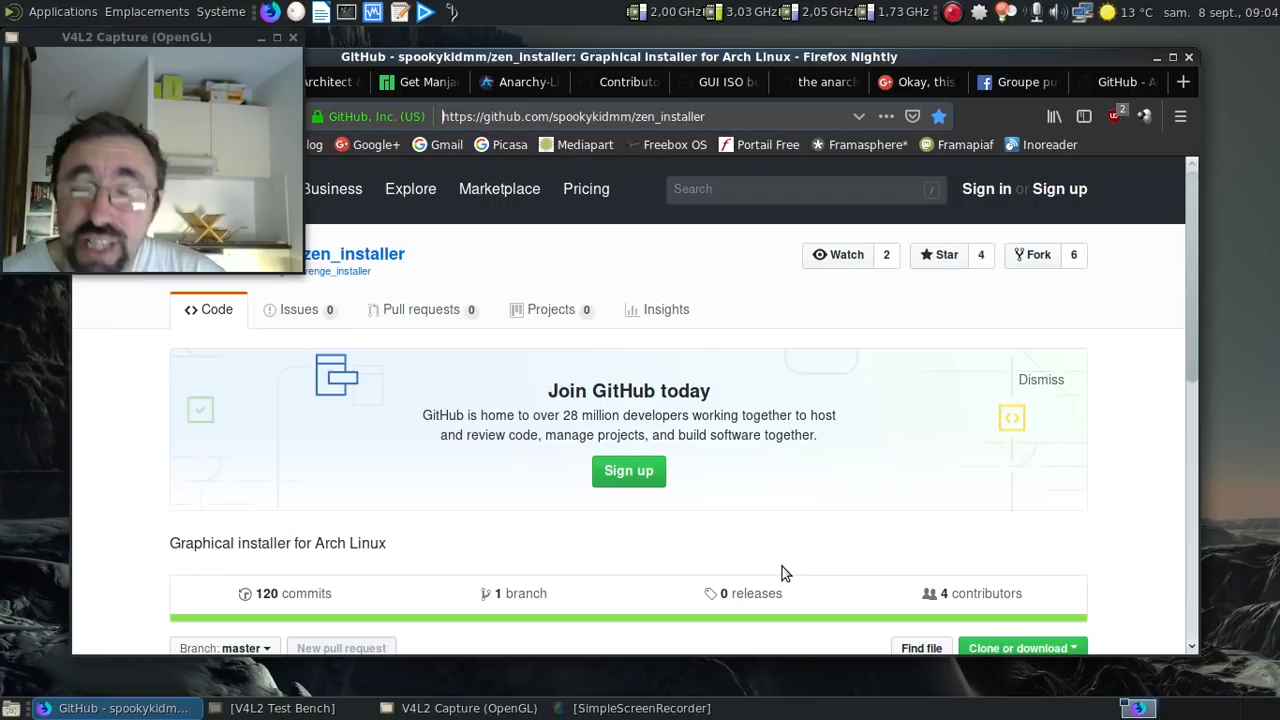 Applications Emplacements Système 2,00 GHz 3,03 GHz 2,05 GHz 1,73 GHz 13 °C sam. 8 sept., 09:04
V4L2 Capture (OpenGL)
GitHub - spookykidmm/zen_installer: Graphical installer for Arch Linux - Firefox Nightly
Architect & Get Manja Anarchy-Li Contributo GUI ISO bu the anarch Okay, this Groupe pu GitHub - A
GitHub, Inc. (US) https://github.com/spookykidmm/zen_installer 2
log Google+ Gmail Picasa Mediapart Freebox OS Portail Free Framasphere* Framapiaf Inoreader
Business Explore Marketplace Pricing Search / Sign in or Sign up
zen_installer Watch 2 Star 4 Fork 6
enge_installer
Code Issues 0 Pull requests 0 Projects 0 Insights
Join GitHub today
Dismiss
GitHub is home to over 28 million developers working together to host
and review code, manage projects, and build software together.
Sign up
Graphical installer for Arch Linux
120 commits 1 branch 0 releases 4 contributors
Branch: master New pull request Find file Clone or download
GitHub - spookykidm... [V4L2 Test Bench] V4L2 Capture (OpenGL) [SimpleScreenRecorder]